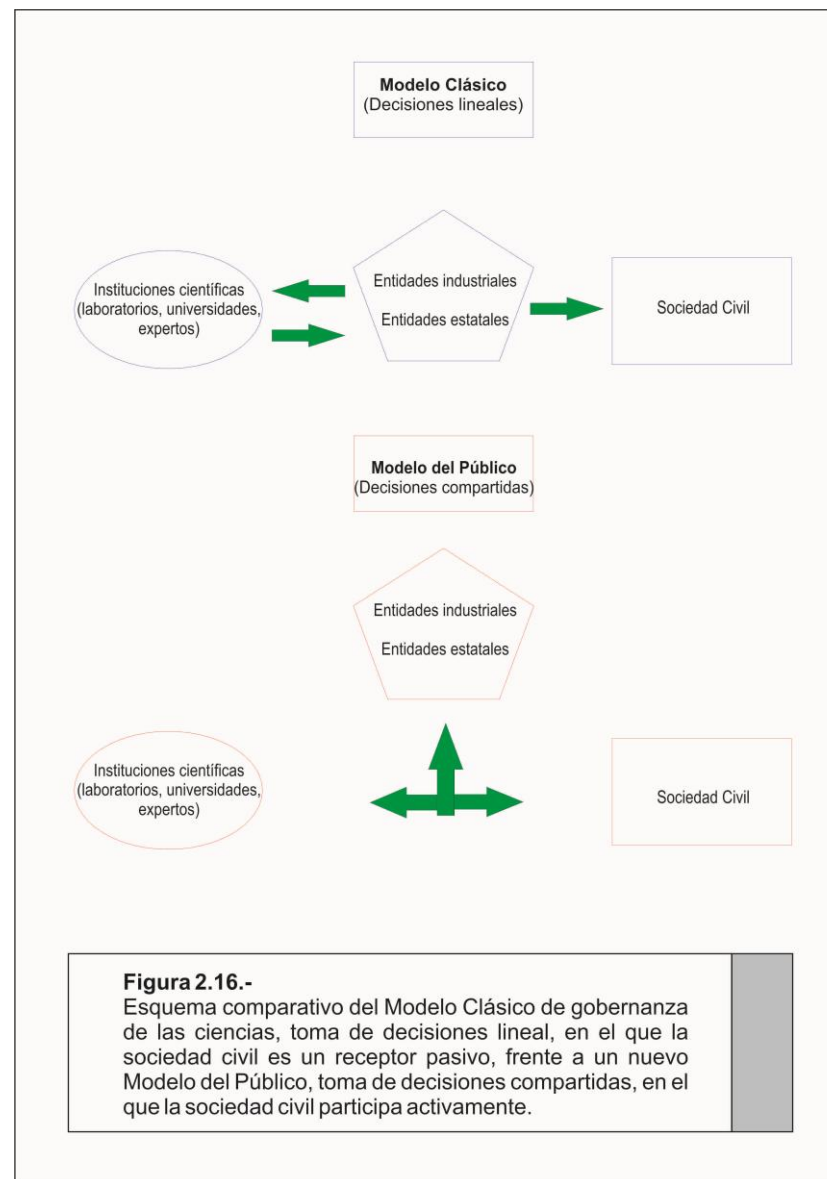 Modelo Clásico
(Decisiones lineales)
Instituciones científicas
(laboratorios, universidades,
expertos)
Entidades industriales
Entidades estatales
Sociedad Civil
Modelo del Público
(Decisiones compartidas)
Entidades industriales
Entidades estatales
Instituciones científicas
(laboratorios, universidades,
expertos)
Sociedad Civil
Figura 2.16.-
Esquema comparativo del Modelo Clásico de gobernanza
de las ciencias, toma de decisiones lineal, en el que la
sociedad civil es un receptor pasivo, frente a un nuevo
Modelo del Público, toma de decisiones compartidas, en el
que la sociedad civil participa activamente.